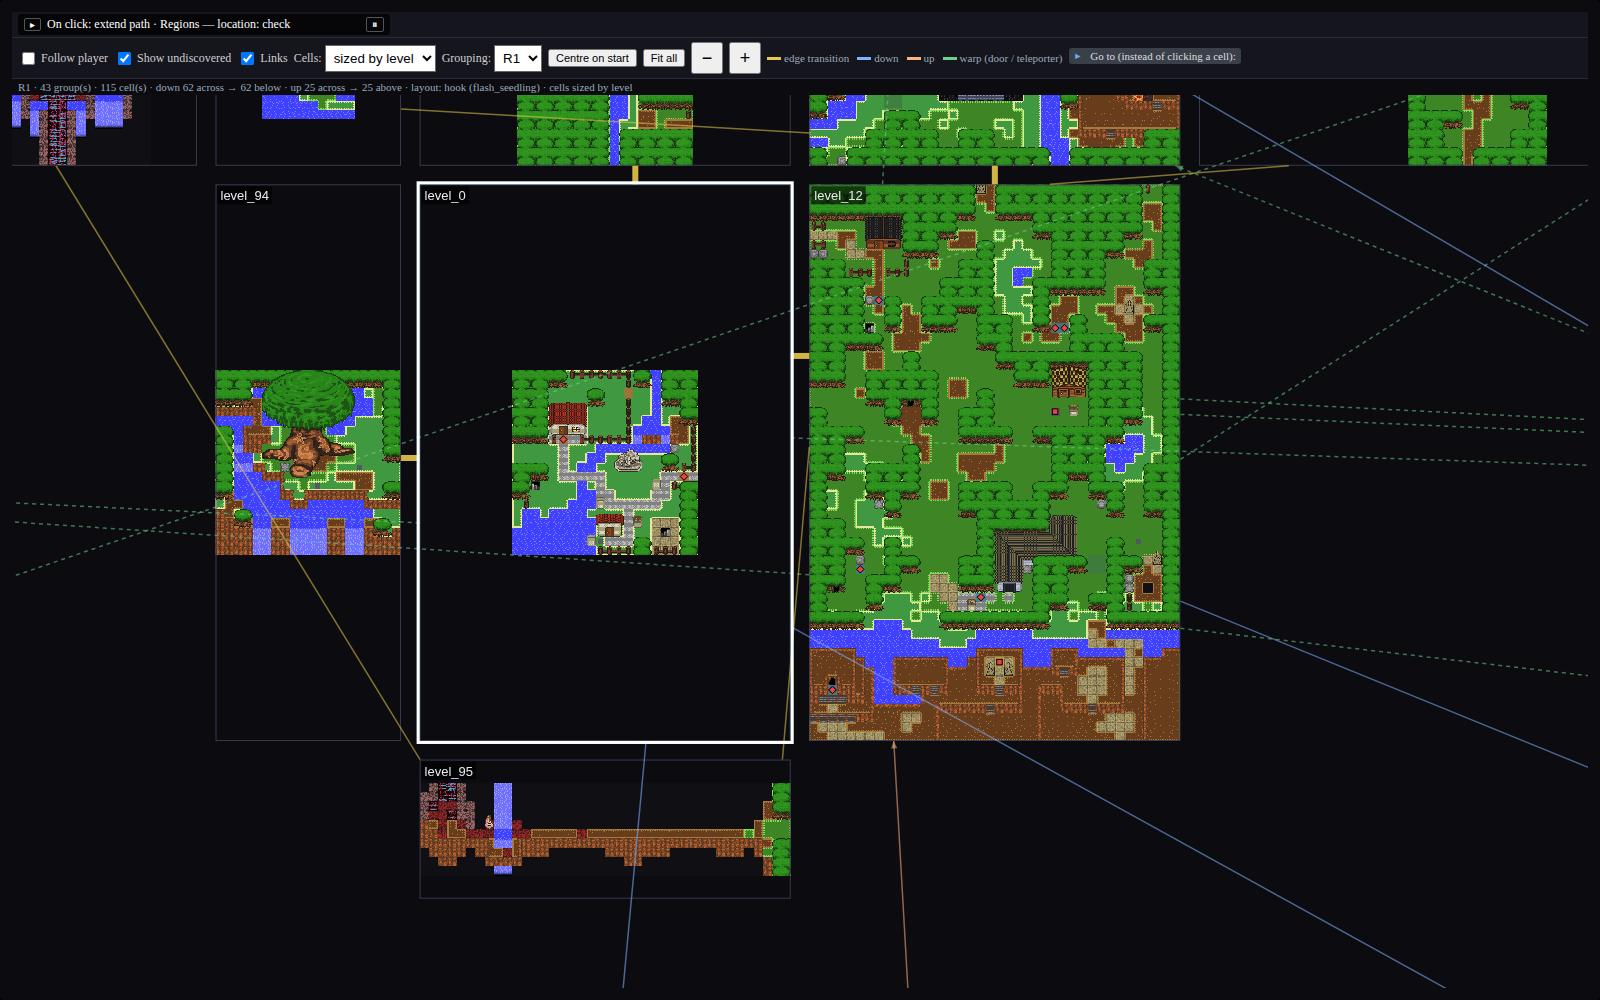 On click: extend path · Regions — location: check
Follow player Show undiscovered Links Cells: sized by level Grouping: R1 Centre on start Fit all − + edge transition down up warp (door / teleporter) Go to (instead of clicking a cell):
R1 · 43 group(s) · 115 cell(s) · down 62 across → 62 below · up 25 across → 25 above · layout: hook (flash_seedling) · cells sized by level
level_94
level_0
level_12
level_95